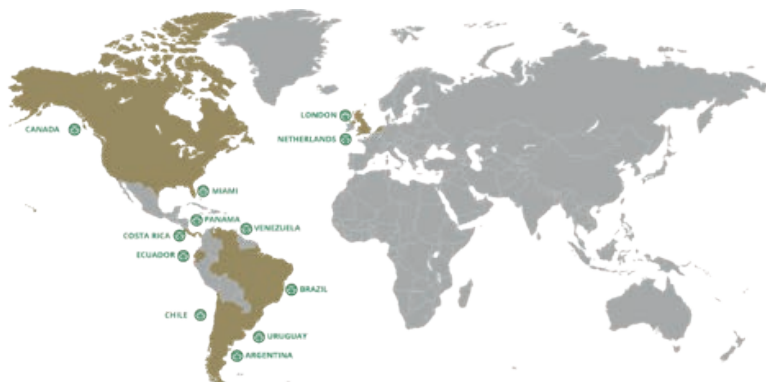 LONDON
CANADA
NETHERLANDS
MIAMI
PANAMA
VENEZUELA
COSTA RICA
ECUADOR
BRAZIL
CHILE
URUGUAY
ARGENTINA